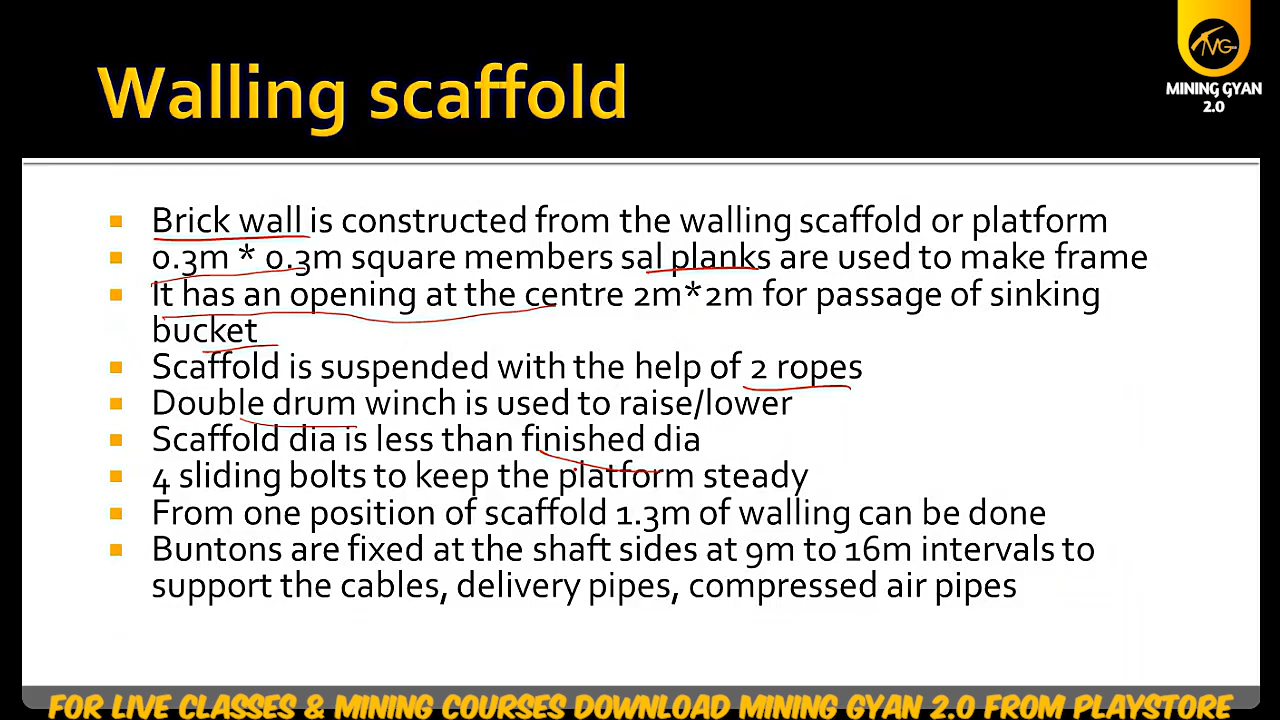 Walling scaffold
MG
MINING GYAN
2.0
Brick wall is constructed from the walling scaffold or platform
0.3m * 0.3m square members sal planks are used to make frame
It has an opening at the centre 2m*2m for passage of sinking
bucket
Scaffold is suspended with the help of 2 ropes
Double drum winch is used to raise/lower
Scaffold dia is less than finished dia
4 sliding bolts to keep the platform steady
From one position of scaffold 1.3m of walling can be done
Buntons are fixed at the shaft sides at 9m to 16m intervals to
support the cables, delivery pipes, compressed air pipes
FOR LIVE CLASSES & MINING COURSES DOWNLOAD MINING GYAN 2.0 FROM PLAYSTORE